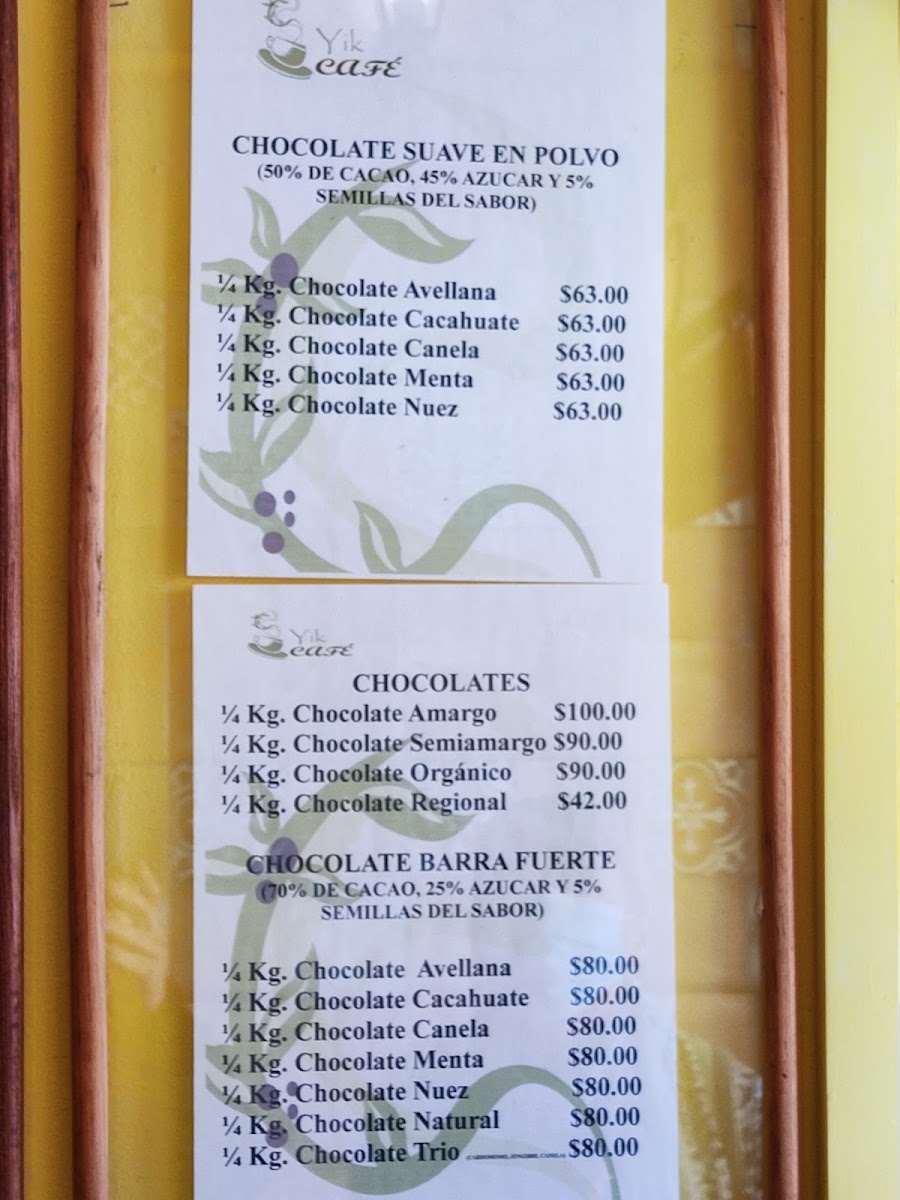 Yik
CAFÉ
CHOCOLATE SUAVE EN POLVO
(50% DE CACAO, 45% AZUCAR Y 5%
SEMILLAS DEL SABOR)
¼ Kg. Chocolate Avellana $63.00
¼ Kg. Chocolate Cacahuate $63.00
¼ Kg. Chocolate Canela $63.00
¼ Kg. Chocolate Menta $63.00
¼ Kg. Chocolate Nuez $63.00
Yik
CAFÉ
CHOCOLATES
¼ Kg. Chocolate Amargo $100.00
¼ Kg. Chocolate Semiamargo $90.00
¼ Kg. Chocolate Orgánico $90.00
¼ Kg. Chocolate Regional $42.00
CHOCOLATE BARRA FUERTE
(70% DE CACAO, 25% AZUCAR Y 5%
SEMILLAS DEL SABOR)
¼ Kg. Chocolate Avellana $80.00
¼ Kg. Chocolate Cacahuate $80.00
¼ Kg. Chocolate Canela $80.00
¼ Kg. Chocolate Menta $80.00
¼ Kg. Chocolate Nuez $80.00
¼ Kg. Chocolate Natural $80.00
¼ Kg. Chocolate Trio $80.00